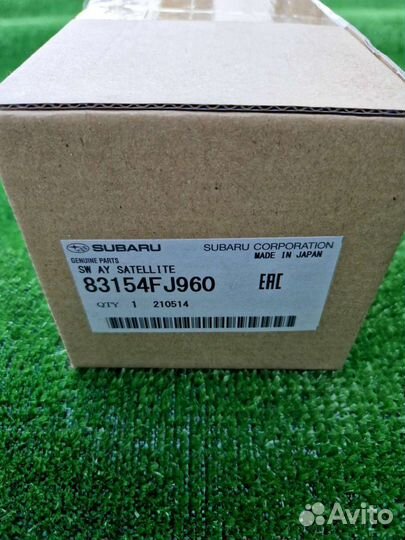 SUBARU SUBARU CORPORATION
GENUINE PARTS MADE IN JAPAN
SW AY SATELLITE
83154FJ960 EAC
QTY 1 210514
Avito